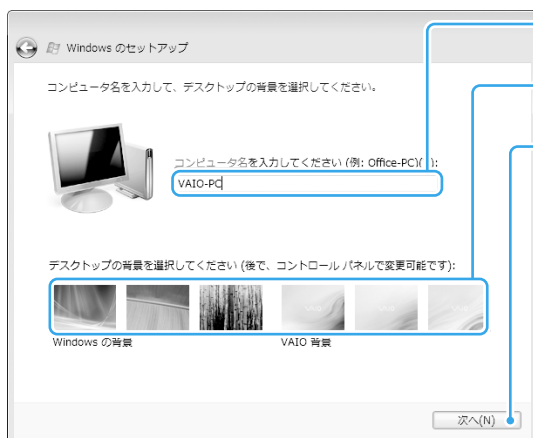 Windows のセットアップ
コンピュータ名を入力して、デスクトップの背景を選択してください。
コンピュータ名を入力してください (例: Office-PC)( ):
VAIO-PC
デスクトップの背景を選択してください (後で、コントロール パネルで変更可能です):
Windows の背景
VAIO 背景
次へ(N)